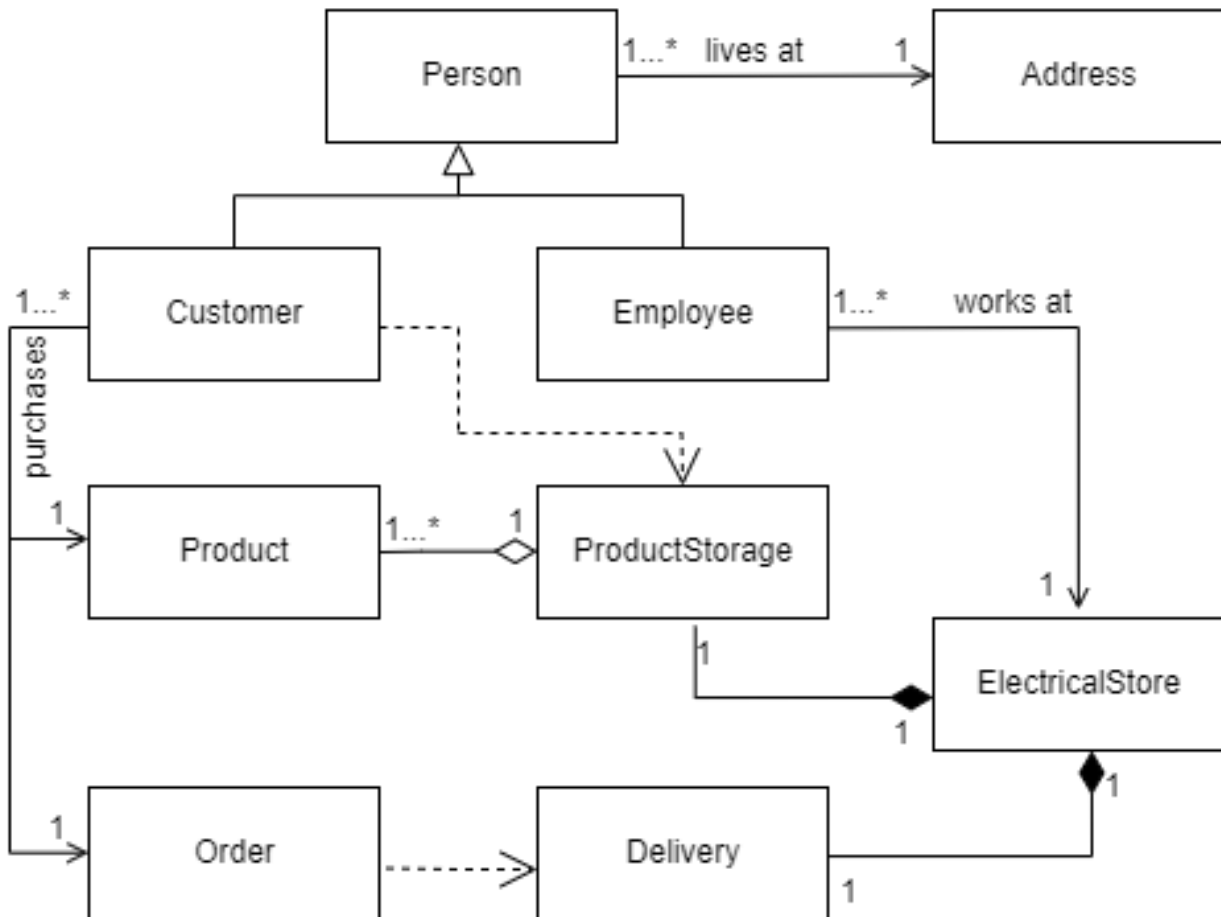 Person
1...* lives at 1
Address
Customer
Employee
1...*
purchases
1...* works at
1
Product
1
1...* 1
ProductStorage
1
1
1
ElectricalStore
1
Order
1
Delivery
1